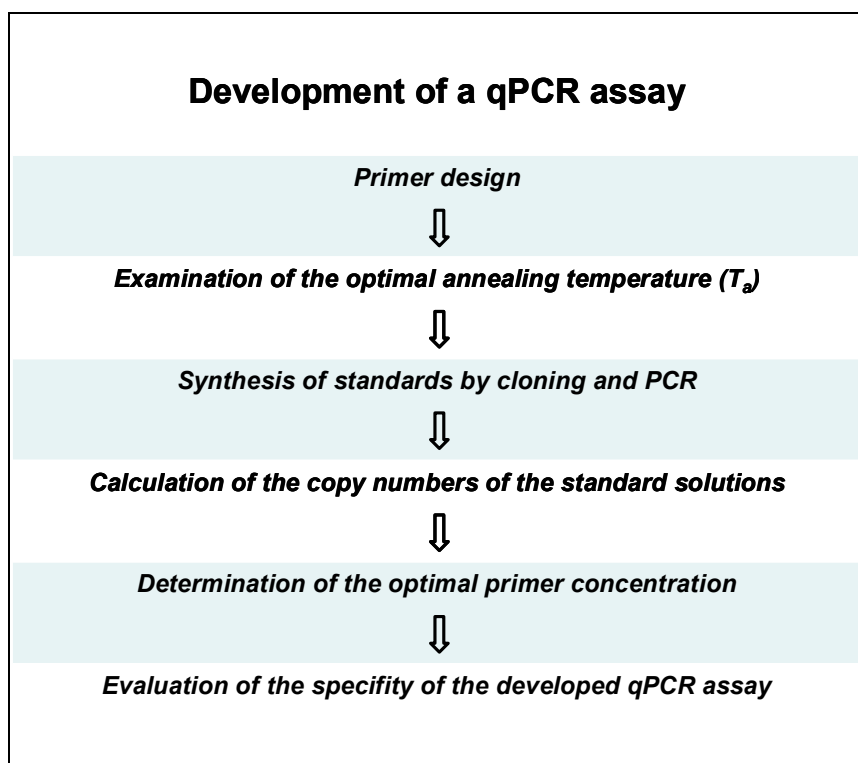 Development of a qPCR assay
Primer design
Examination of the optimal annealing temperature (Ta)
Synthesis of standards by cloning and PCR
Calculation of the copy numbers of the standard solutions
Determination of the optimal primer concentration
Evaluation of the specifity of the developed qPCR assay